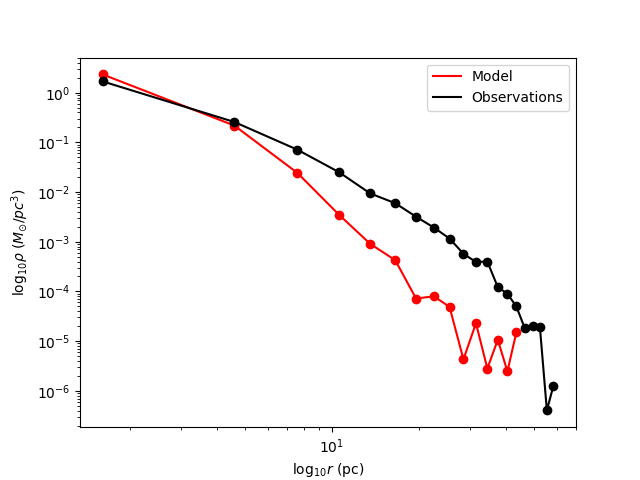 Model
Observations
10⁰
10⁻¹
10⁻²
10⁻³
10⁻⁴
10⁻⁵
10⁻⁶
log₁₀ρ (M⊙/pc³)
10¹
log₁₀r (pc)